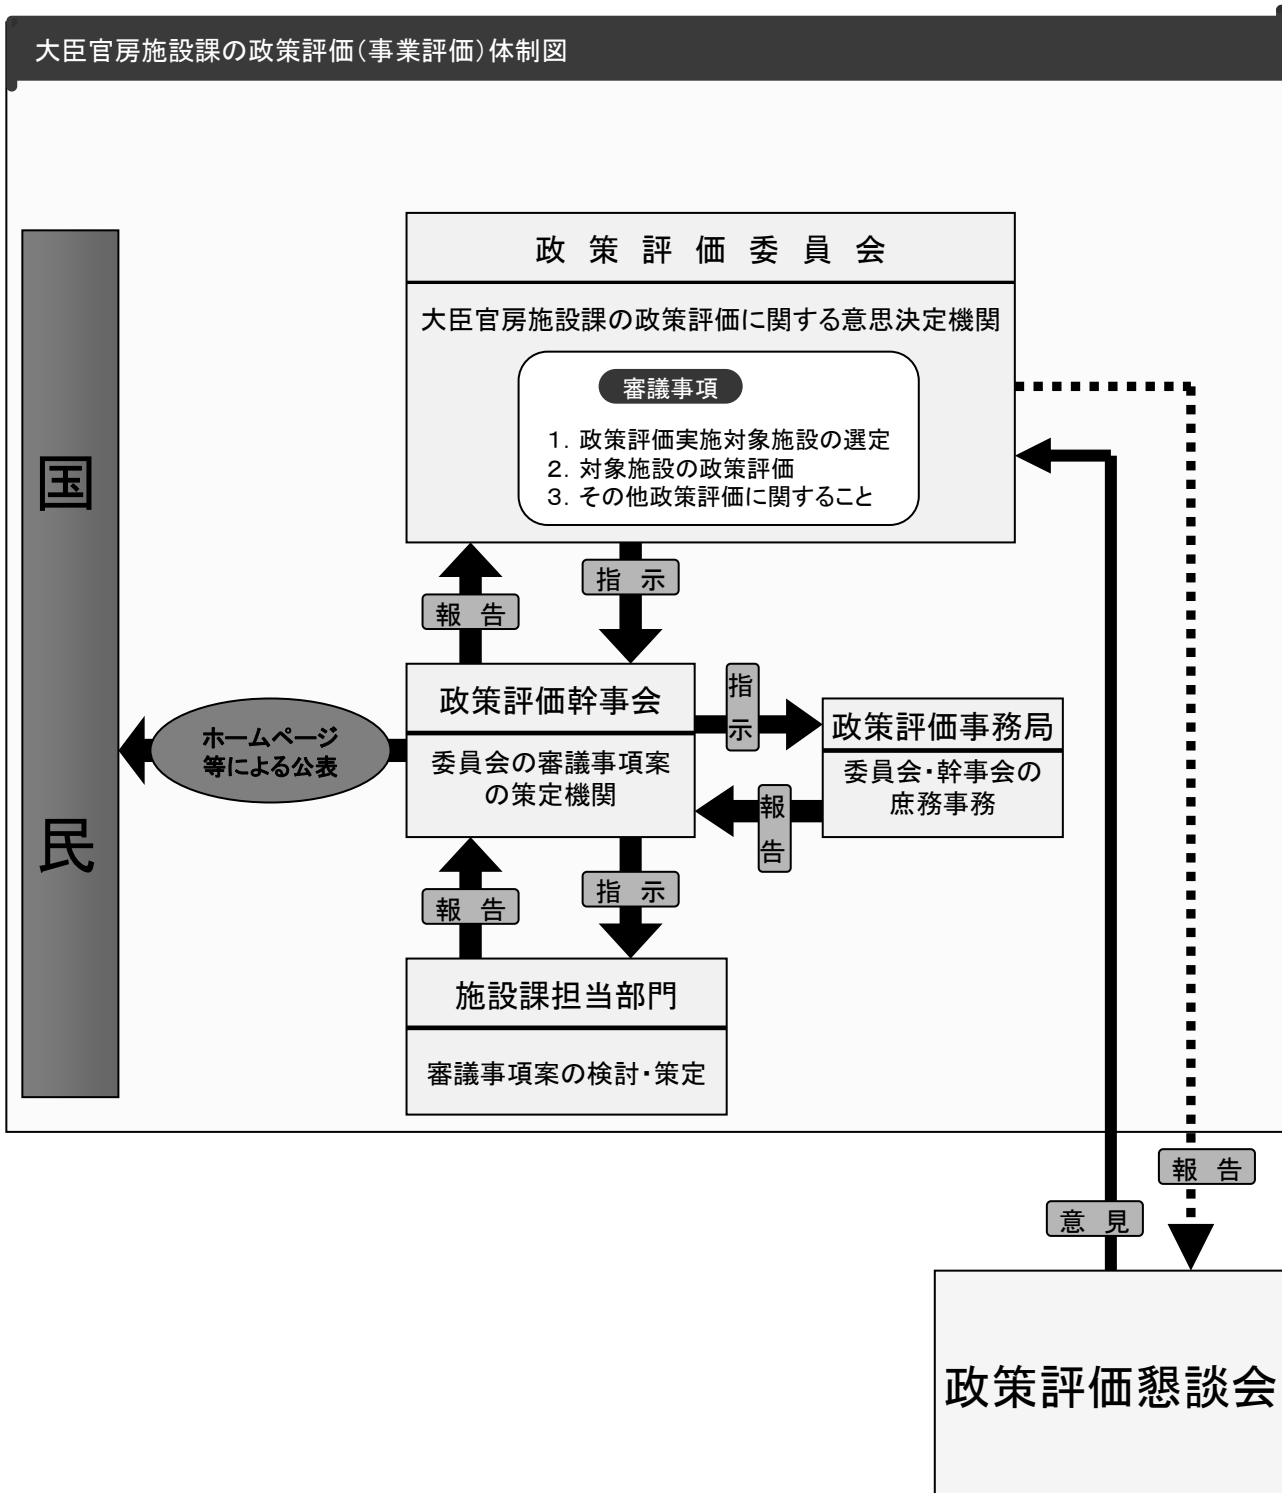 大臣官房施設課の政策評価（事業評価）体制図
政策評価委員会
大臣官房施設課の政策評価に関する意思決定機関
審議事項
1．政策評価実施対象施設の選定
2．対象施設の政策評価
3．その他政策評価に関すること
国民
報告
指示
政策評価幹事会
委員会の審議事項案
の策定機関
指示
報告
政策評価事務局
委員会・幹事会の
庶務事務
ホームページ
等による公表
報告
指示
施設課担当部門
審議事項案の検討・策定
報告
意見
政策評価懇談会